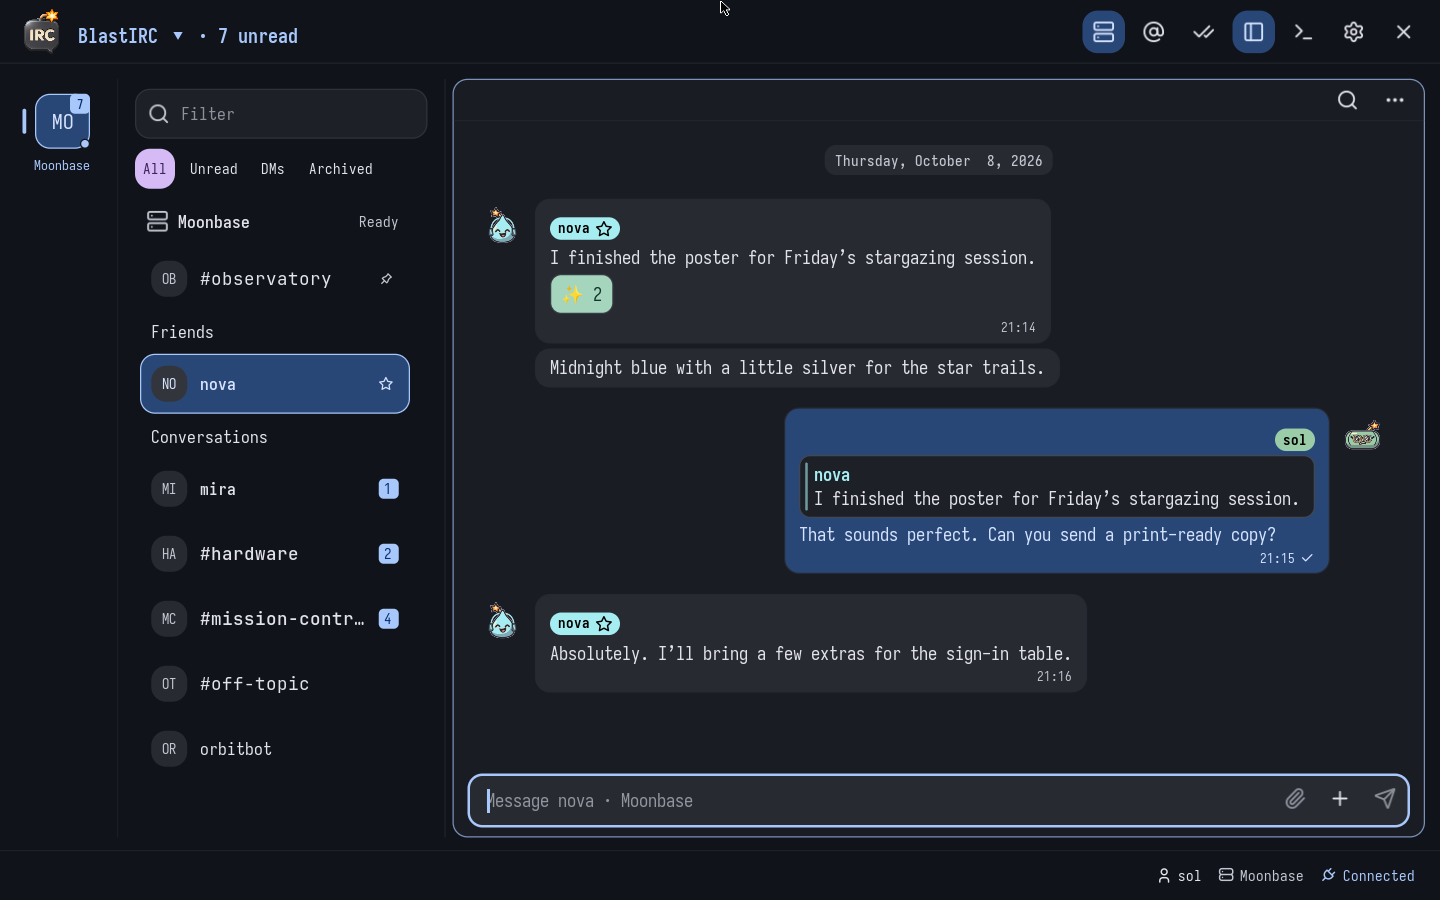 IRC
BlastIRC ▼ · 7 unread
7
MO
Moonbase
Filter
All
Unread
DMs
Archived
Moonbase
Ready
OB
#observatory
Friends
NO
nova
Conversations
MI
mira
1
HA
#hardware
2
MC
#mission-contr…
4
OT
#off-topic
OR
orbitbot
Thursday, October  8, 2026
nova
I finished the poster for Friday’s stargazing session.
✨ 2
21:14
Midnight blue with a little silver for the star trails.
sol
nova
I finished the poster for Friday’s stargazing session.
That sounds perfect. Can you send a print-ready copy?
21:15 ✓
nova
Absolutely. I’ll bring a few extras for the sign-in table.
21:16
Message nova · Moonbase
sol
Moonbase
Connected